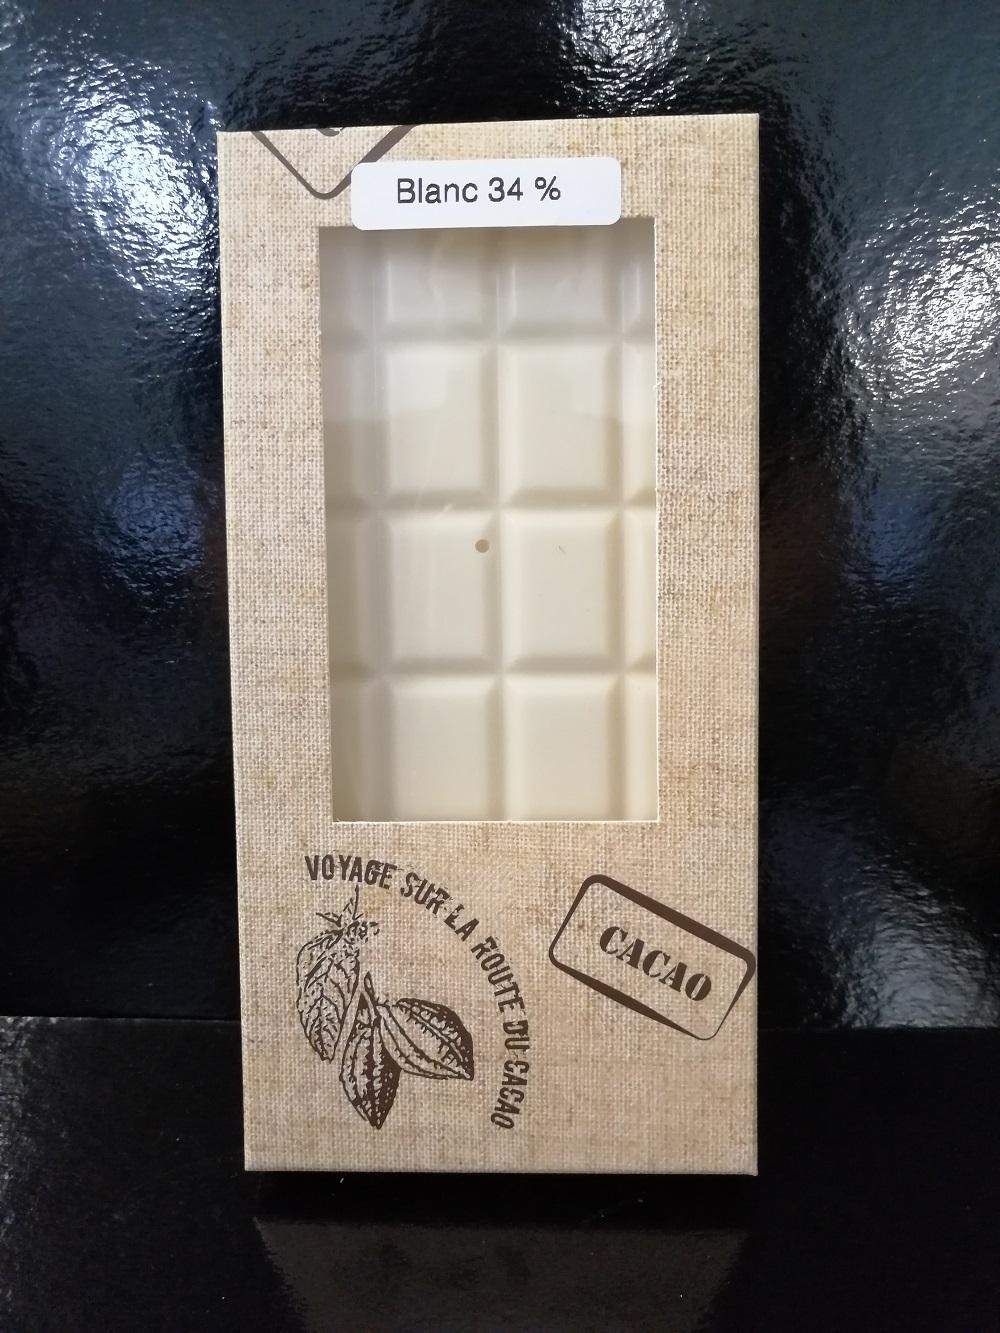 Blanc 34 %
VOYAGE SUR LA ROUTE DU CACAO
CACAO